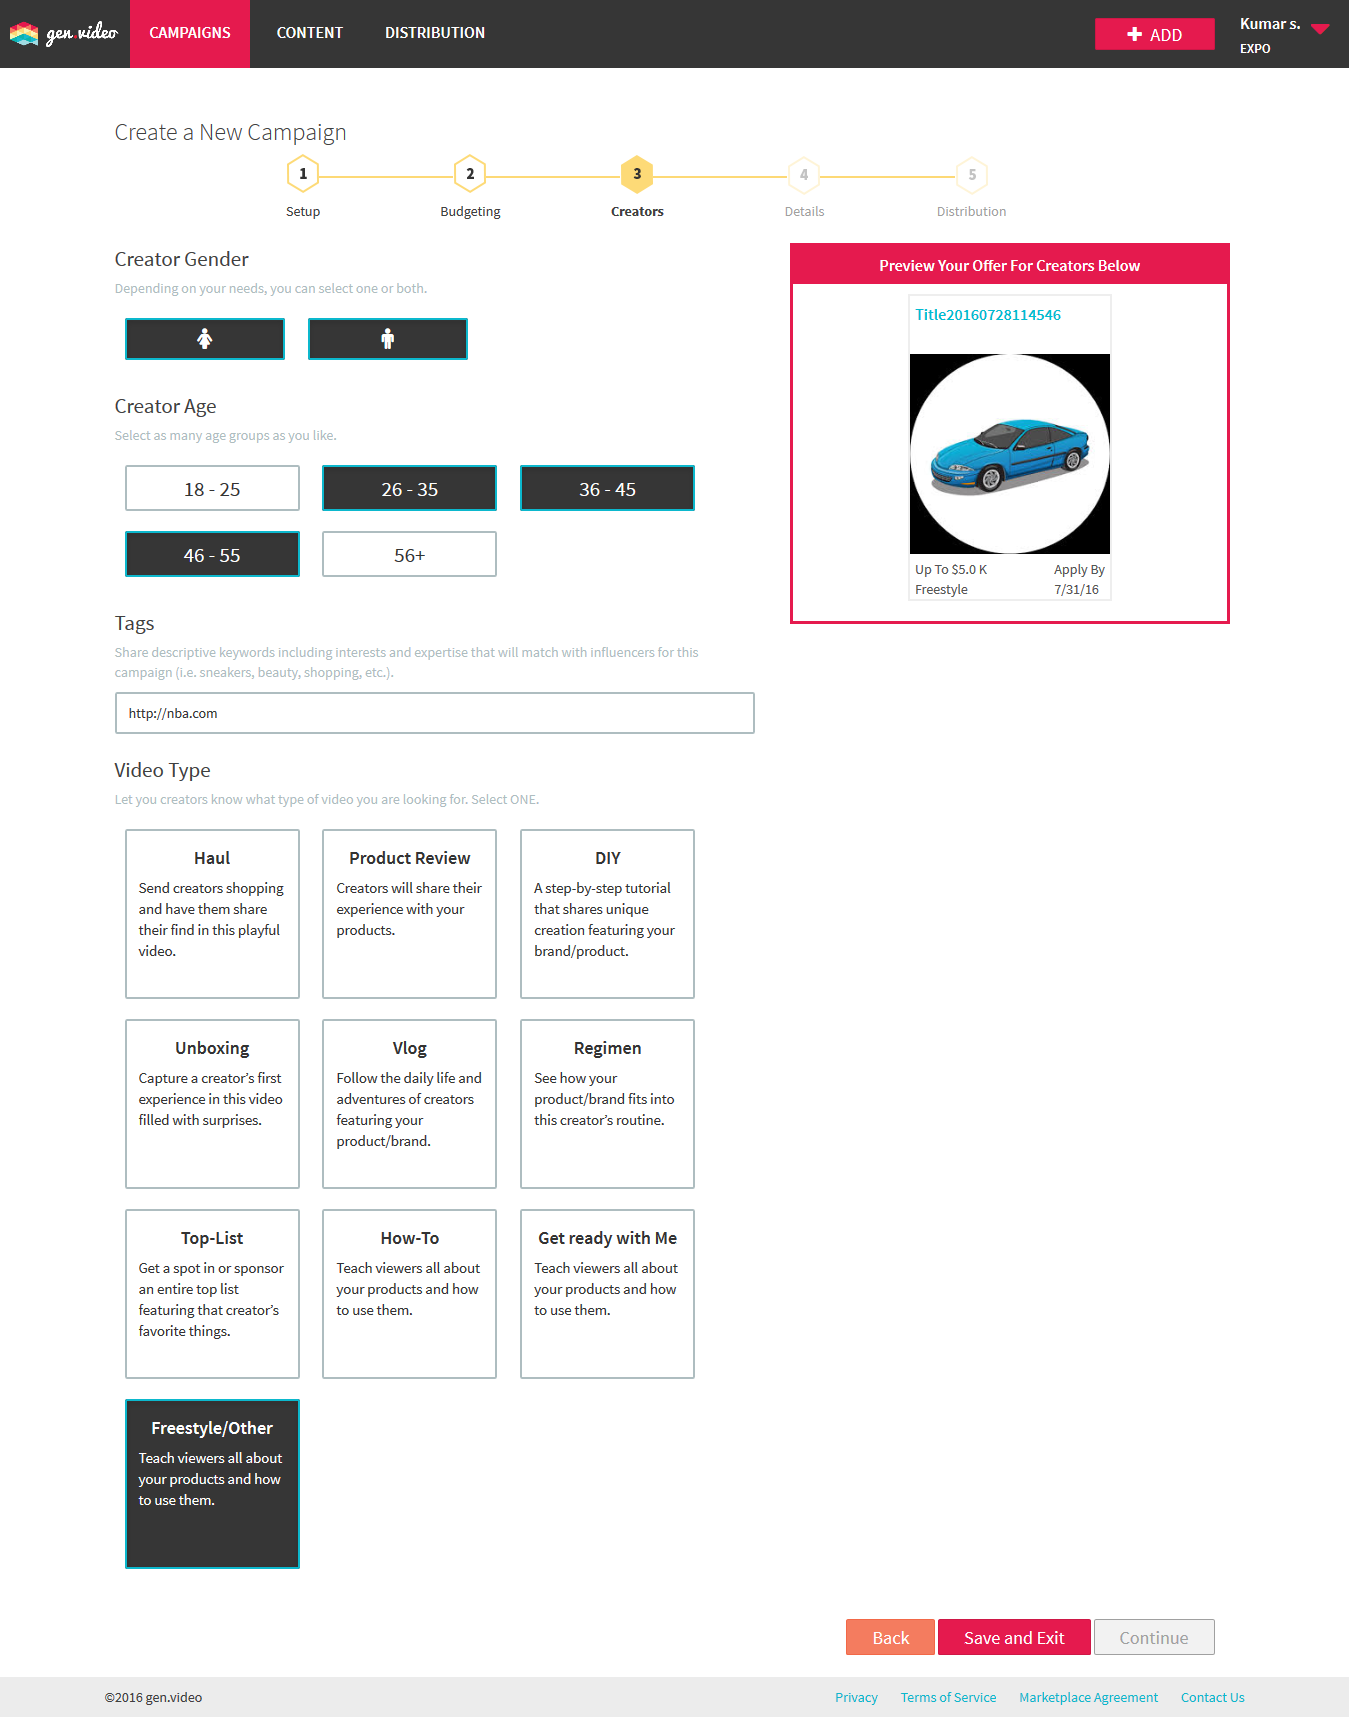 gen.video
CAMPAIGNS
CONTENT
DISTRIBUTION
ADD
Kumar s.
EXPO
Create a New Campaign
1
2
3
4
5
Setup
Budgeting
Creators
Details
Distribution
Creator Gender
Depending on your needs, you can select one or both.
Creator Age
Select as many age groups as you like.
18 - 25
26 - 35
36 - 45
46 - 55
56+
Tags
Share descriptive keywords including interests and expertise that will match with influencers for this
campaign (i.e. sneakers, beauty, shopping, etc.).
http://nba.com
Preview Your Offer For Creators Below
Title20160728114546
Up To $5.0 K
Apply By
Freestyle
7/31/16
Video Type
Let you creators know what type of video you are looking for. Select ONE.
Haul
Send creators shopping
and have them share
their find in this playful
video.
Product Review
Creators will share their
experience with your
products.
DIY
A step-by-step tutorial
that shares unique
creation featuring your
brand/product.
Unboxing
Capture a creator’s first
experience in this video
filled with surprises.
Vlog
Follow the daily life and
adventures of creators
featuring your
product/brand.
Regimen
See how your
product/brand fits into
this creator’s routine.
Top-List
Get a spot in or sponsor
an entire top list
featuring that creator’s
favorite things.
How-To
Teach viewers all about
your products and how
to use them.
Get ready with Me
Teach viewers all about
your products and how
to use them.
Freestyle/Other
Teach viewers all about
your products and how
to use them.
Back
Save and Exit
Continue
©2016 gen.video
Privacy
Terms of Service
Marketplace Agreement
Contact Us